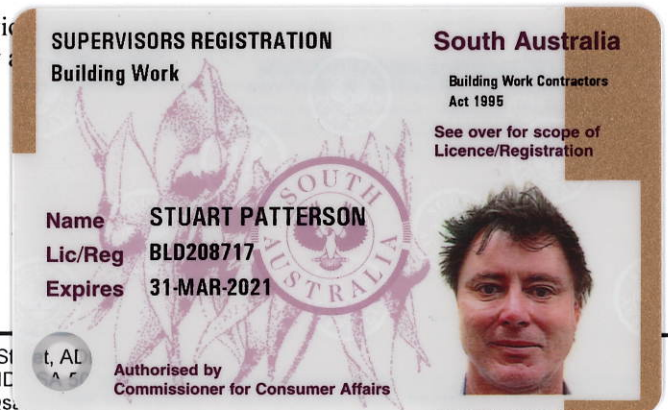 SUPERVISORS REGISTRATION
Building Work
South Australia
Building Work Contractors
Act 1995
See over for scope of
Licence/Registration
SOUTH AUSTRALIA
Name STUART PATTERSON
Lic/Reg BLD208717
Expires 31-MAR-2021
Authorised by
Commissioner for Consumer Affairs
t, AD